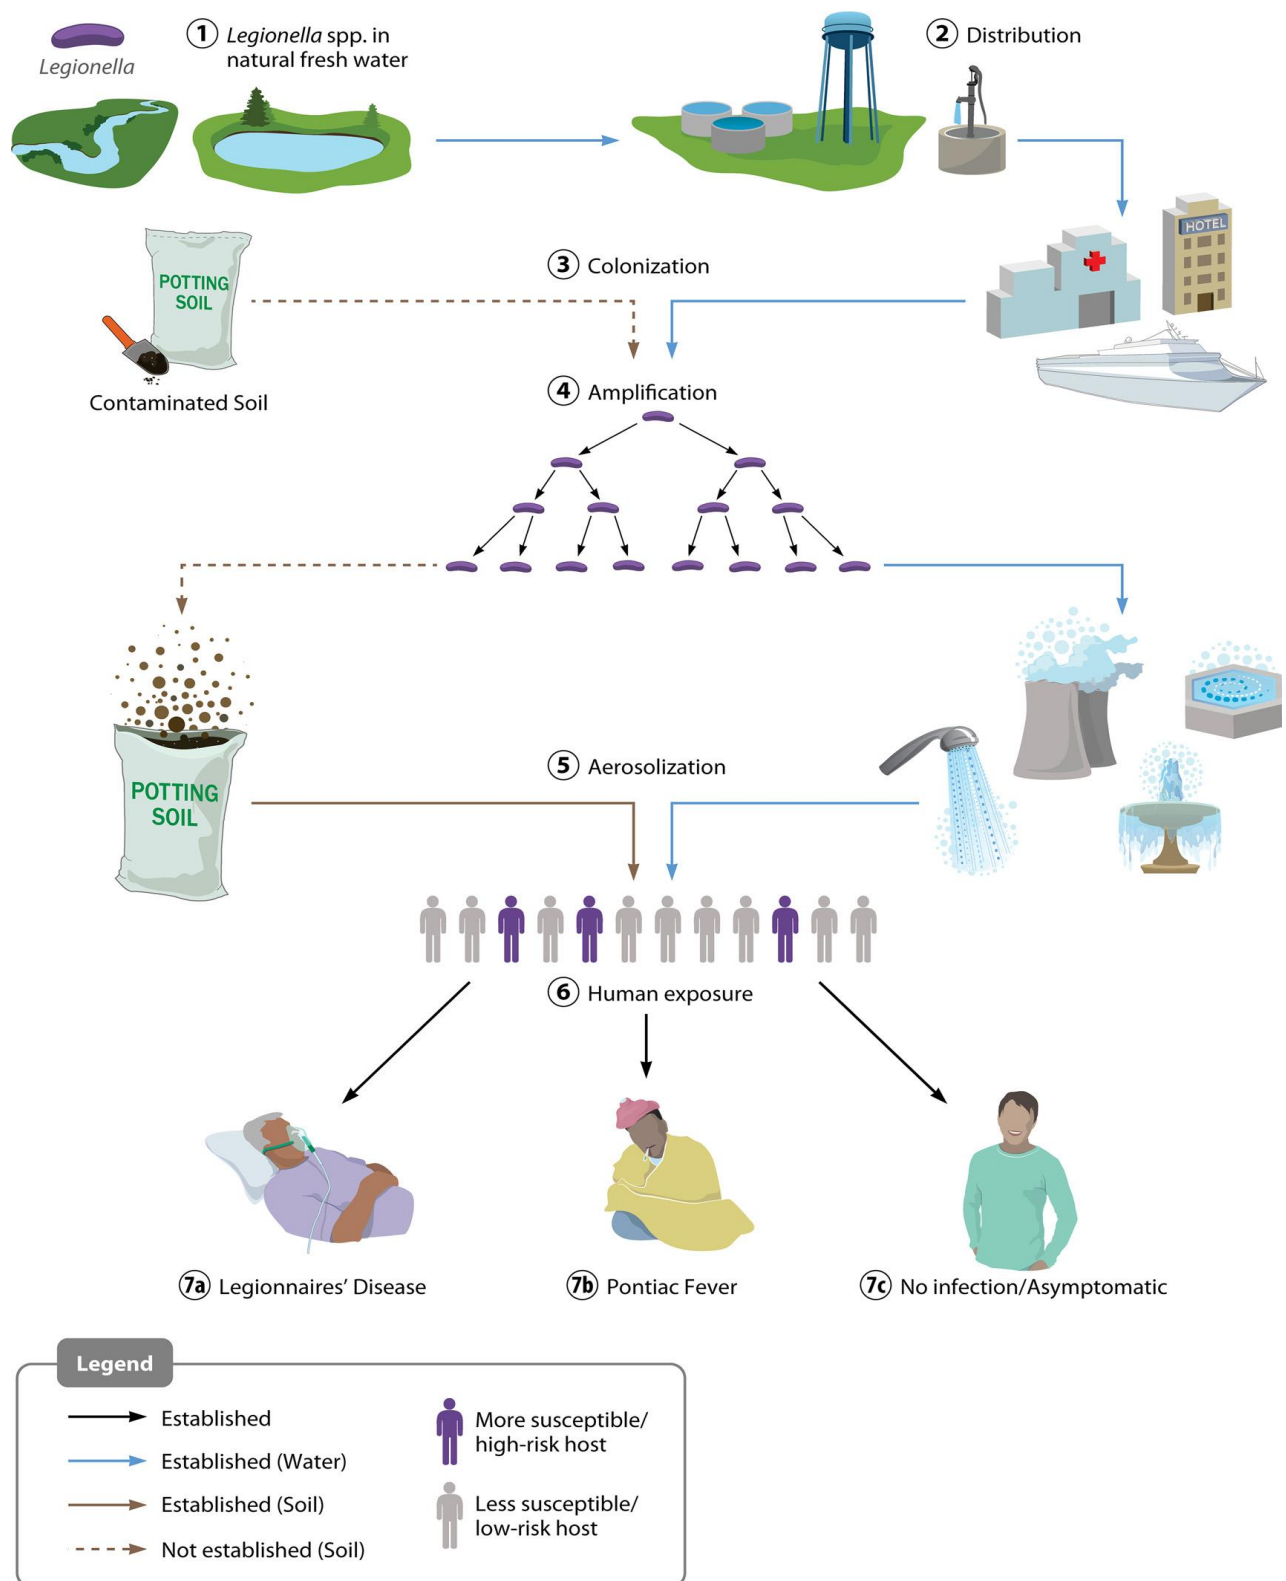 ① Legionella spp. in
natural fresh water
Legionella
② Distribution
HOTEL
POTTING
SOIL
Contaminated Soil
③ Colonization
④ Amplification
POTTING
SOIL
⑤ Aerosolization
⑥ Human exposure
7a Legionnaires’ Disease
7b Pontiac Fever
7c No infection/Asymptomatic
Legend
Established
Established (Water)
Established (Soil)
Not established (Soil)
More susceptible/
high-risk host
Less susceptible/
low-risk host